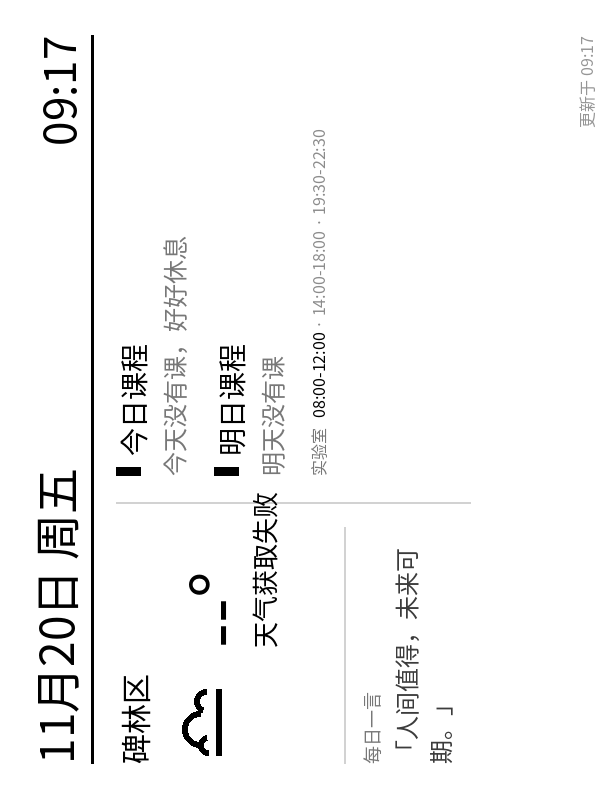 11月20日 周五
09:17
碑林区
--°
天气获取失败
每日一言
「人间值得，未来可
期。」
今日课程
今天没有课，好好休息
明日课程
明天没有课
实验室 08:00-12:00 · 14:00-18:00 · 19:30-22:30
更新于 09:17